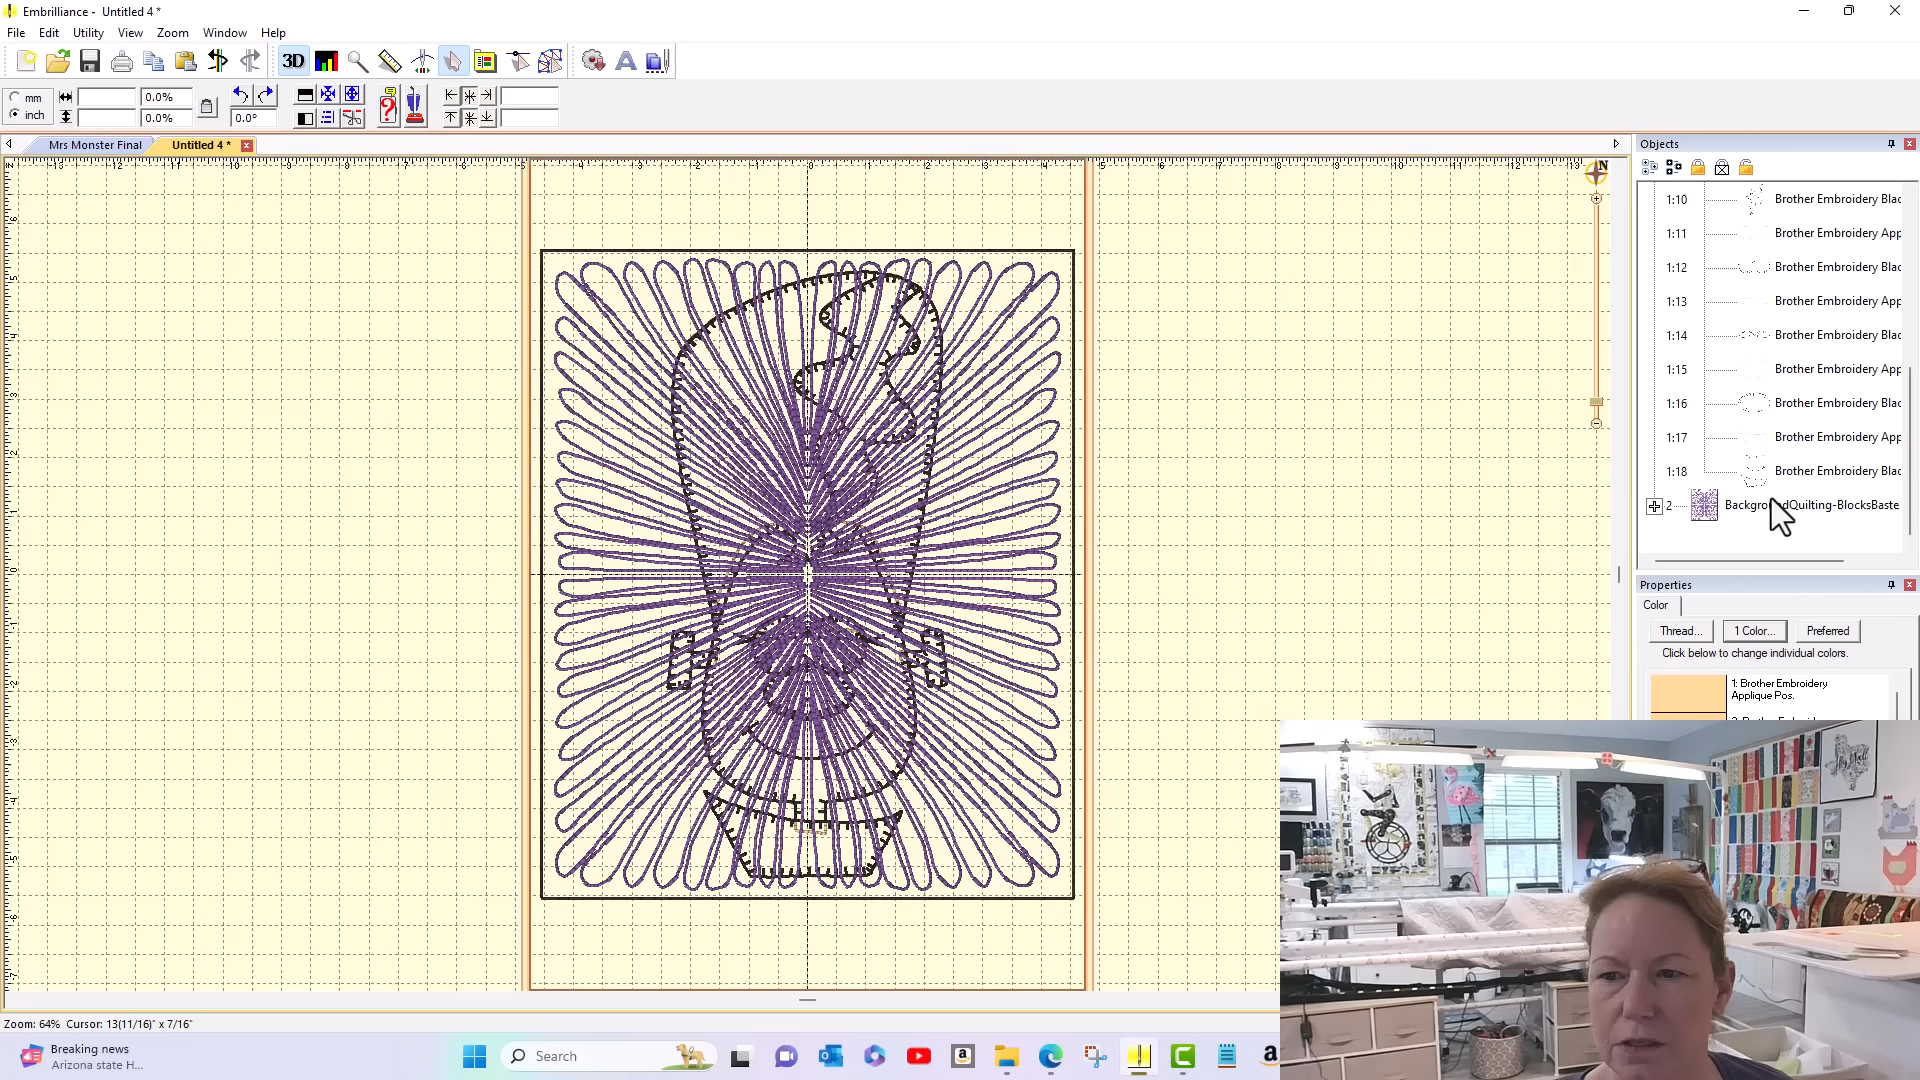 Embrilliance - Untitled 4 *
File Edit Utility View Zoom Window Help
3D
mm
inch
0.0%
0.0%
0.0°
Mrs Monster Final
Untitled 4 *
Objects
1:10 Brother Embroidery Blac
1:11 Brother Embroidery App
1:12 Brother Embroidery Blac
1:13 Brother Embroidery App
1:14 Brother Embroidery Blac
1:15 Brother Embroidery App
1:16 Brother Embroidery Blac
1:17 Brother Embroidery App
1:18 Brother Embroidery Blac
2 BackgroundQuilting-BlocksBaste
Properties
Color
Thread... 1 Color... Preferred
Click below to change individual colors.
1: Brother Embroidery
Applique Pos.
Zoom: 64% Cursor: 13(11/16)" x 7/16"
Breaking news
Arizona state H...
Search